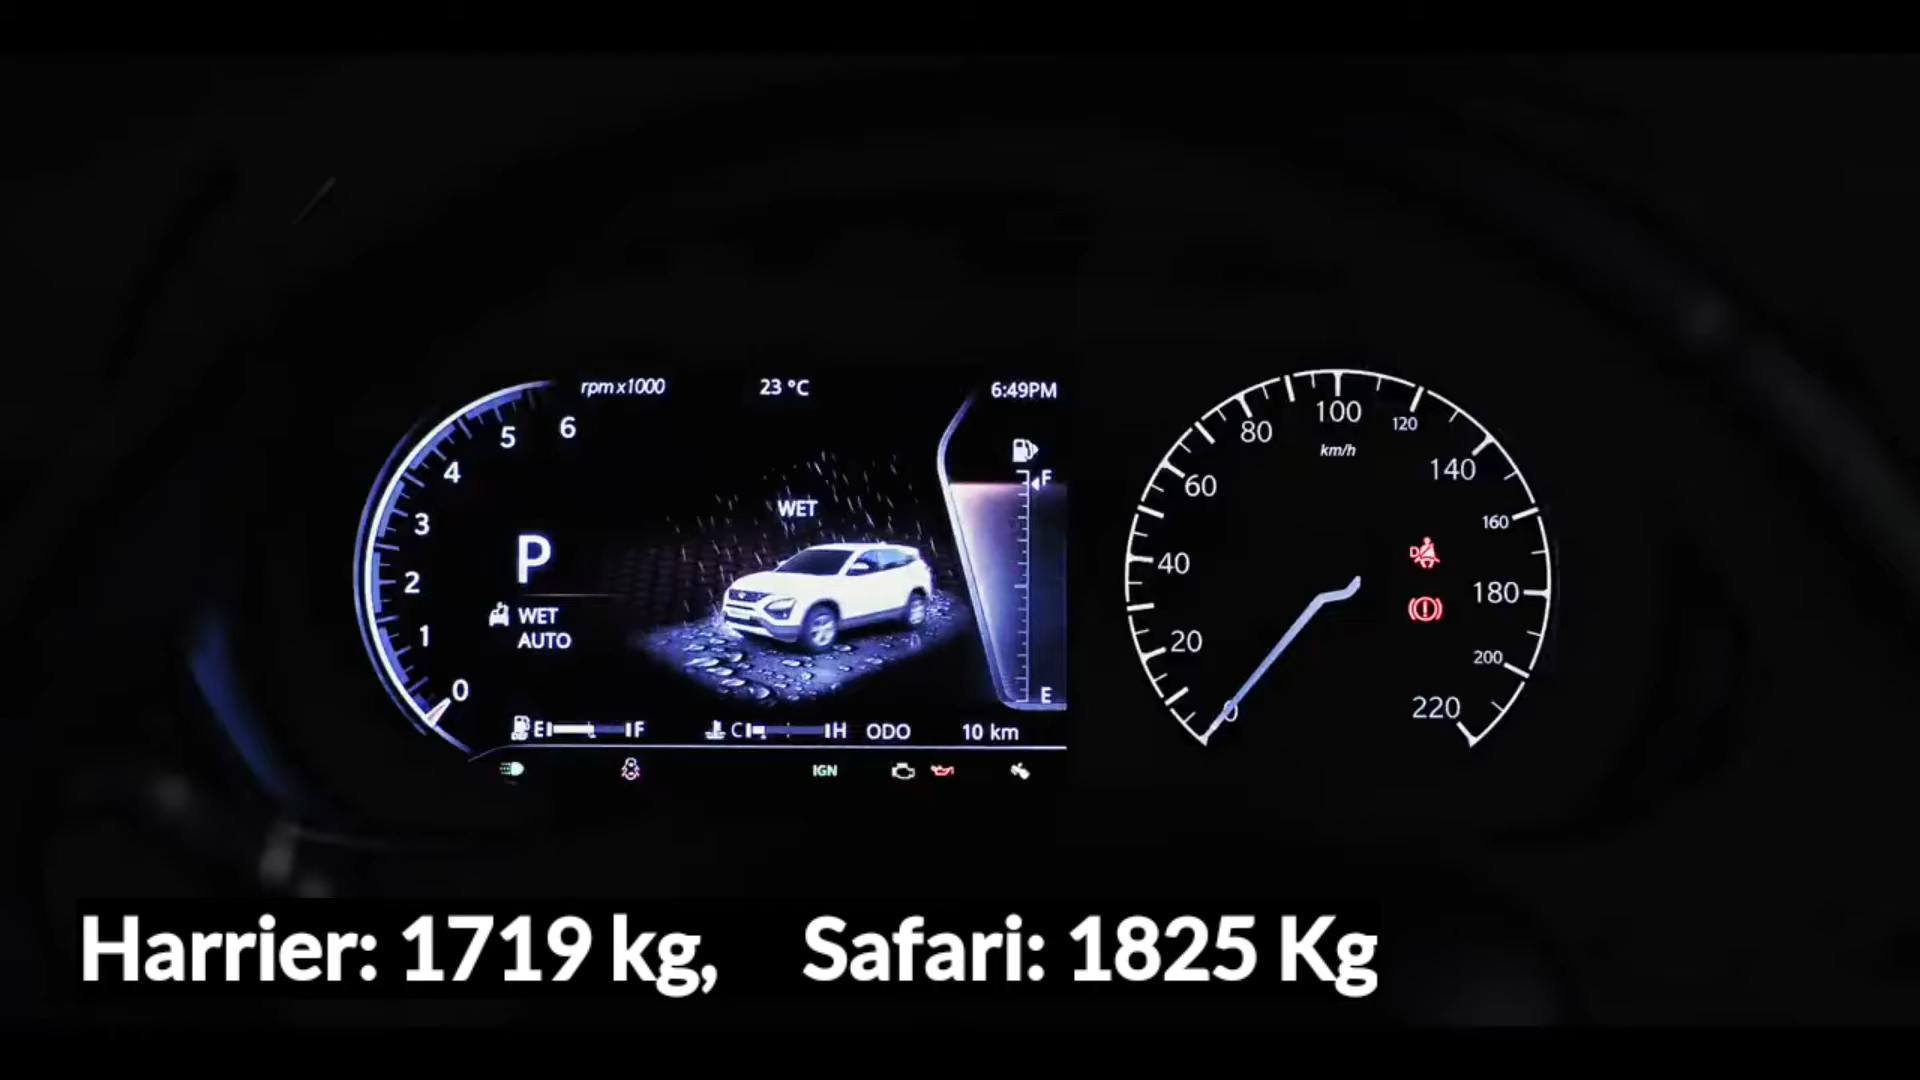 rpm x1000
23 °C
6:49PM
6
5
4
3
2
1
0
WET
P
WET
AUTO
F
E
DEF
E F
C H
ODO 10 km
IGN
0
20
40
60
80
100
120
140
160
180
200
220
km/h
Harrier: 1719 kg, Safari: 1825 Kg